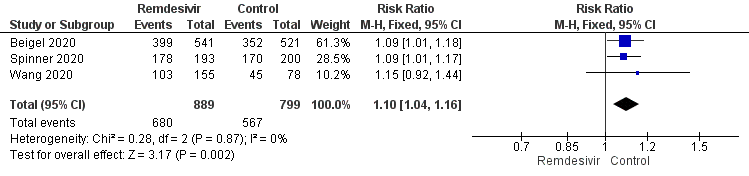 Remdesivir Control Risk Ratio Risk Ratio
Study or Subgroup Events Total Events Total Weight M-H, Fixed, 95% CI M-H, Fixed, 95% CI
Beigel 2020 399 541 352 521 61.3% 1.09 [1.01, 1.18]
Spinner 2020 178 193 170 200 28.5% 1.09 [1.01, 1.17]
Wang 2020 103 155 45 78 10.2% 1.15 [0.92, 1.44]
Total (95% CI) 889 799 100.0% 1.10 [1.04, 1.16]
Total events 680 567
Heterogeneity: Chi² = 0.28, df = 2 (P = 0.87); I² = 0%
Test for overall effect: Z = 3.17 (P = 0.002)
0.7 0.85 1 1.2 1.5
Remdesivir Control